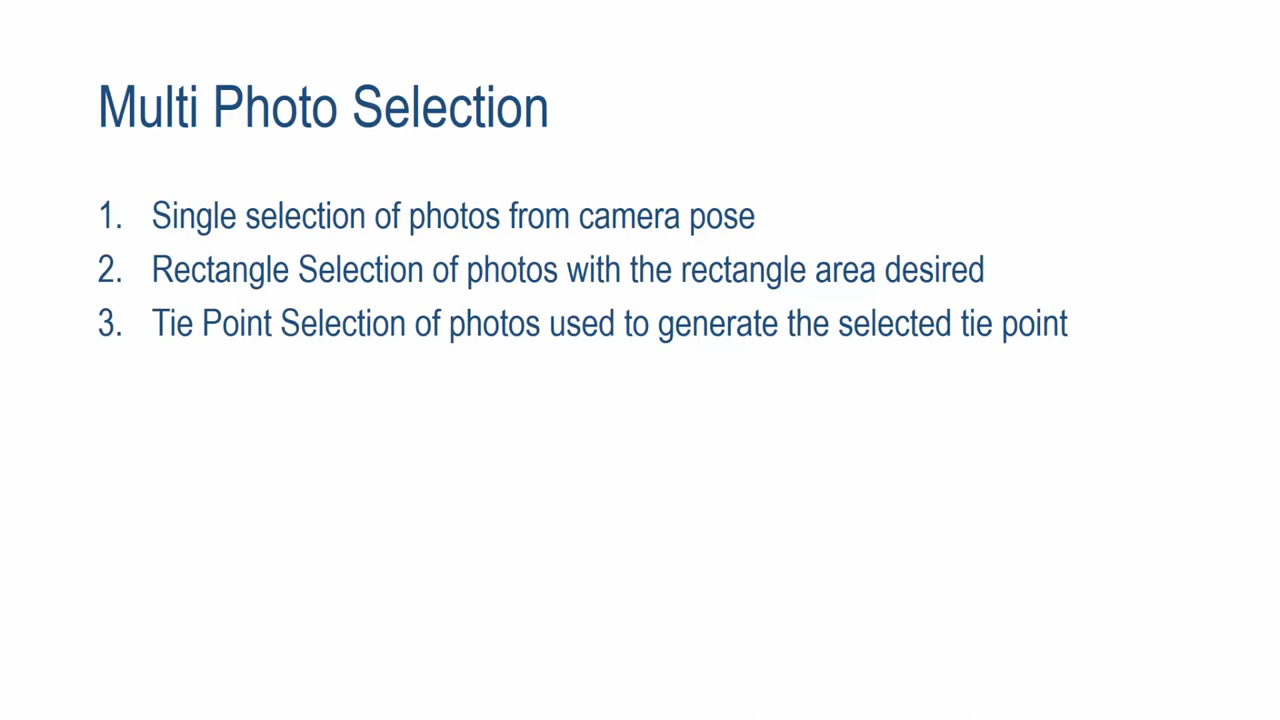 Multi Photo Selection
1. Single selection of photos from camera pose
2. Rectangle Selection of photos with the rectangle area desired
3. Tie Point Selection of photos used to generate the selected tie point